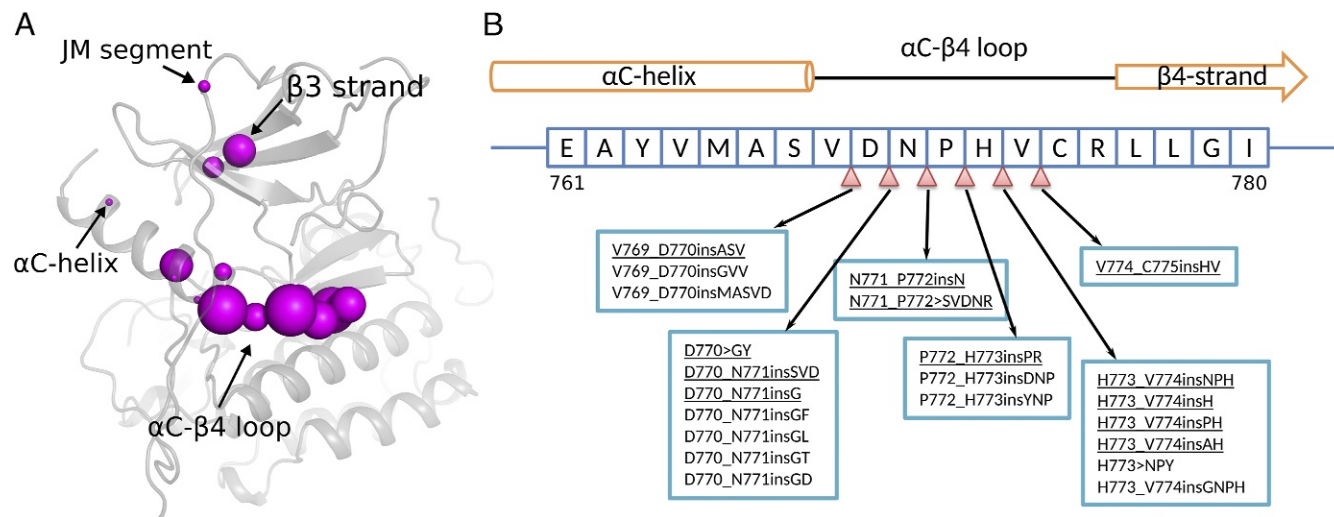 A
JM segment
β3 strand
αC-helix
αC-β4 loop
B
αC-β4 loop
αC-helix
β4-strand
E A Y V M A S V D N P H V C R L L G I
761
780
V769_D770insASV
V769_D770insGVV
V769_D770insMASVD
D770>GY
D770_N771insSVD
D770_N771insG
D770_N771insGF
D770_N771insGL
D770_N771insGT
D770_N771insGD
N771_P772insN
N771_P772>SVDNR
P772_H773insPR
P772_H773insDNP
P772_H773insYNP
H773_V774insNPH
H773_V774insH
H773_V774insPH
H773_V774insAH
H773>NPY
H773_V774insGNPH
V774_C775insHV